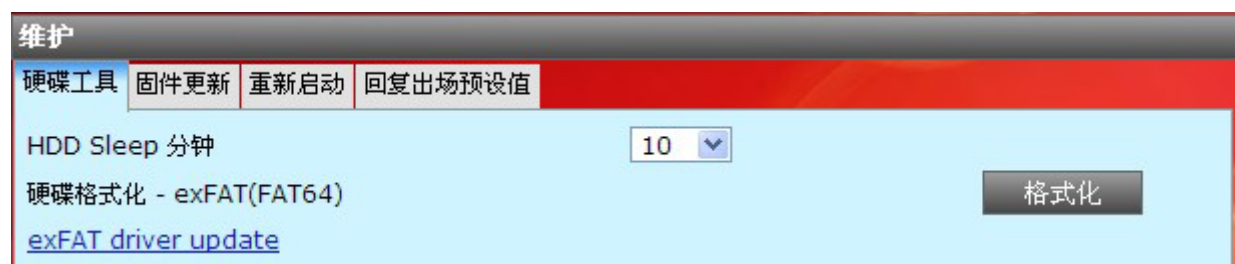 维护
硬碟工具 固件更新 重新启动 回复出场预设值
HDD Sleep 分钟 10
硬碟格式化 - exFAT(FAT64) 格式化
exFAT driver update